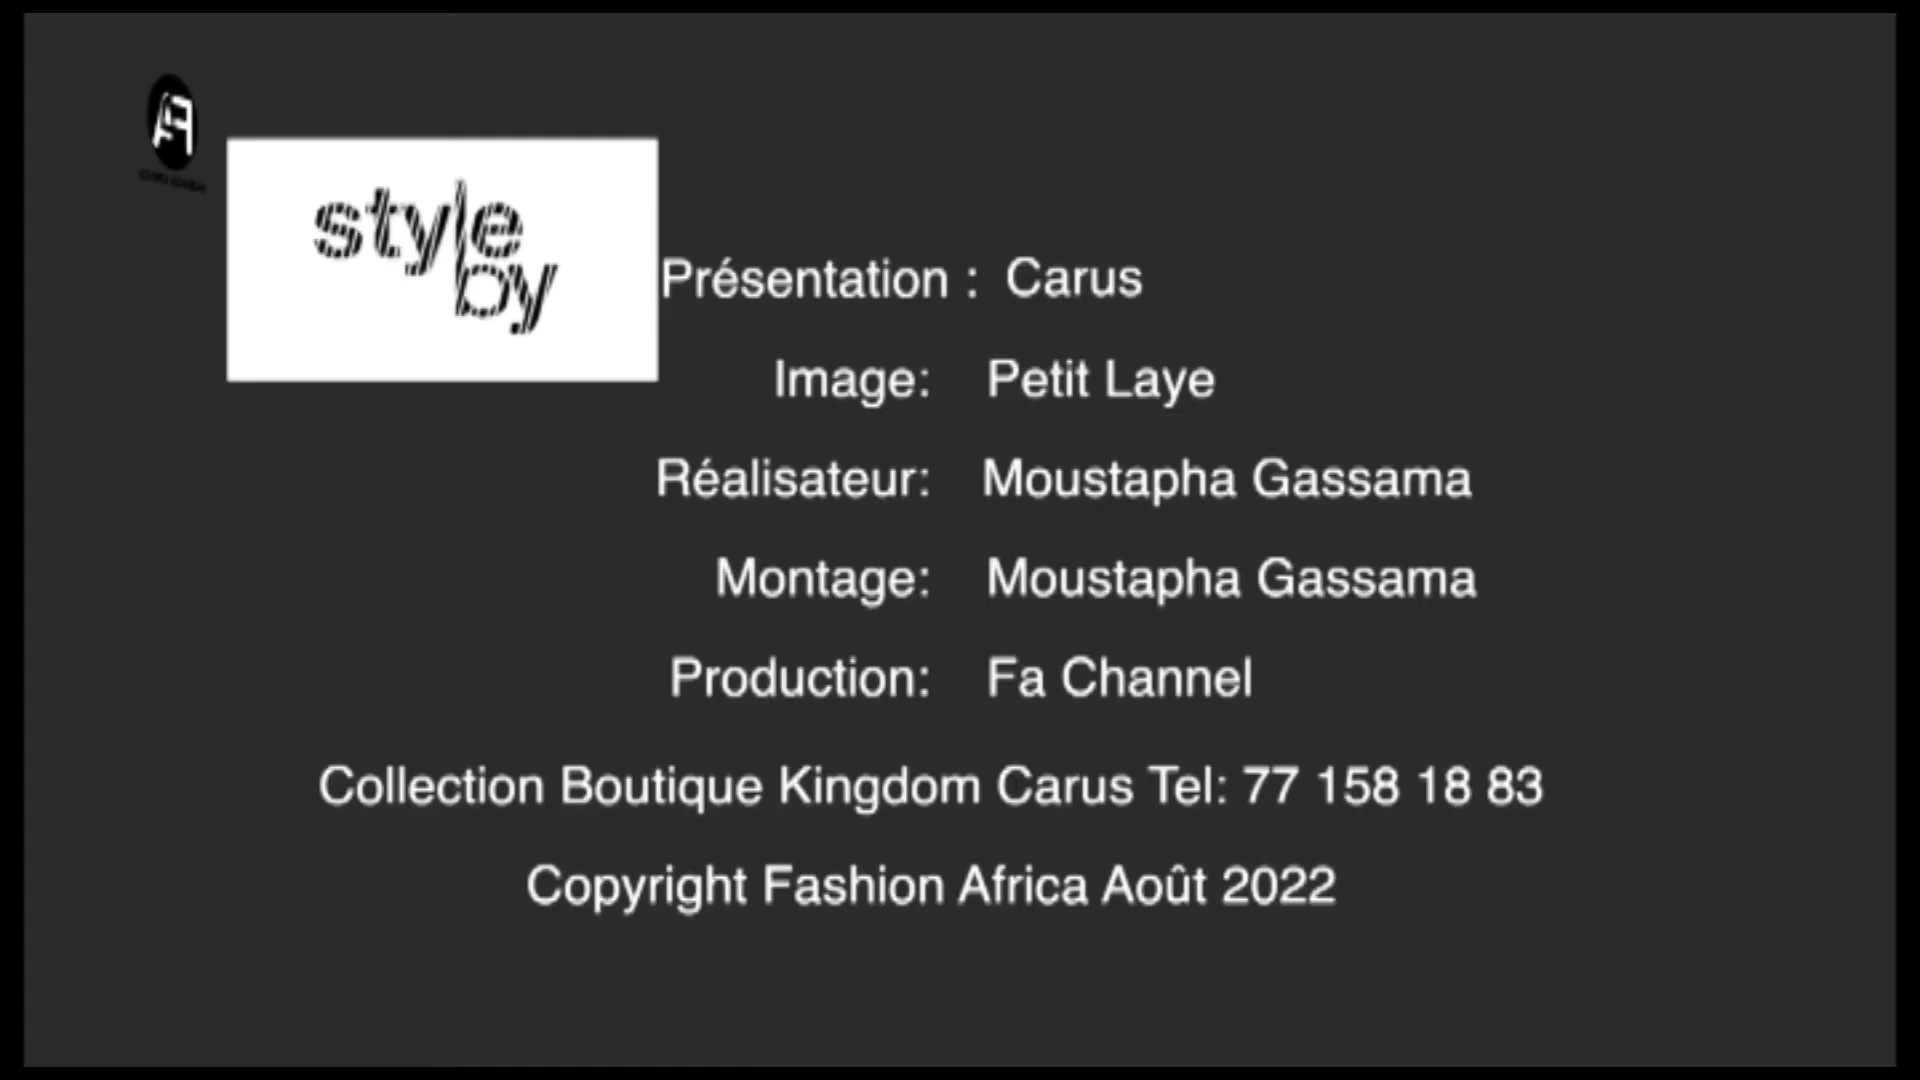 style
by
Présentation : Carus
Image: Petit Laye
Réalisateur: Moustapha Gassama
Montage: Moustapha Gassama
Production: Fa Channel
Collection Boutique Kingdom Carus Tel: 77 158 18 83
Copyright Fashion Africa Août 2022